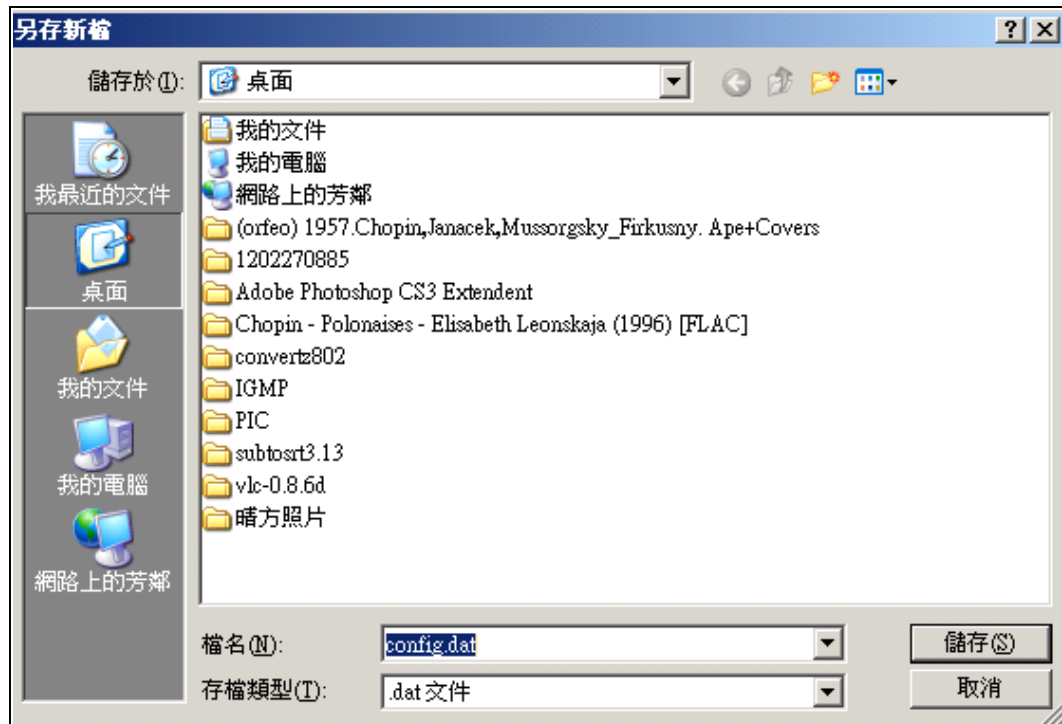 另存新檔
儲存於(I): 桌面
我最近的文件
桌面
我的文件
我的電腦
網路上的芳鄰
我的文件
我的電腦
網路上的芳鄰
(orfeo) 1957.Chopin,Janacek,Mussorgsky_Firkusny. Ape+Covers
1202270885
Adobe Photoshop CS3 Extendent
Chopin - Polonaises - Elisabeth Leonskaja (1996) [FLAC]
convertz802
IGMP
PIC
subtosrt3.13
vlc-0.8.6d
晴方照片
檔名(N): config.dat 儲存(S)
存檔類型(T): .dat 文件 取消